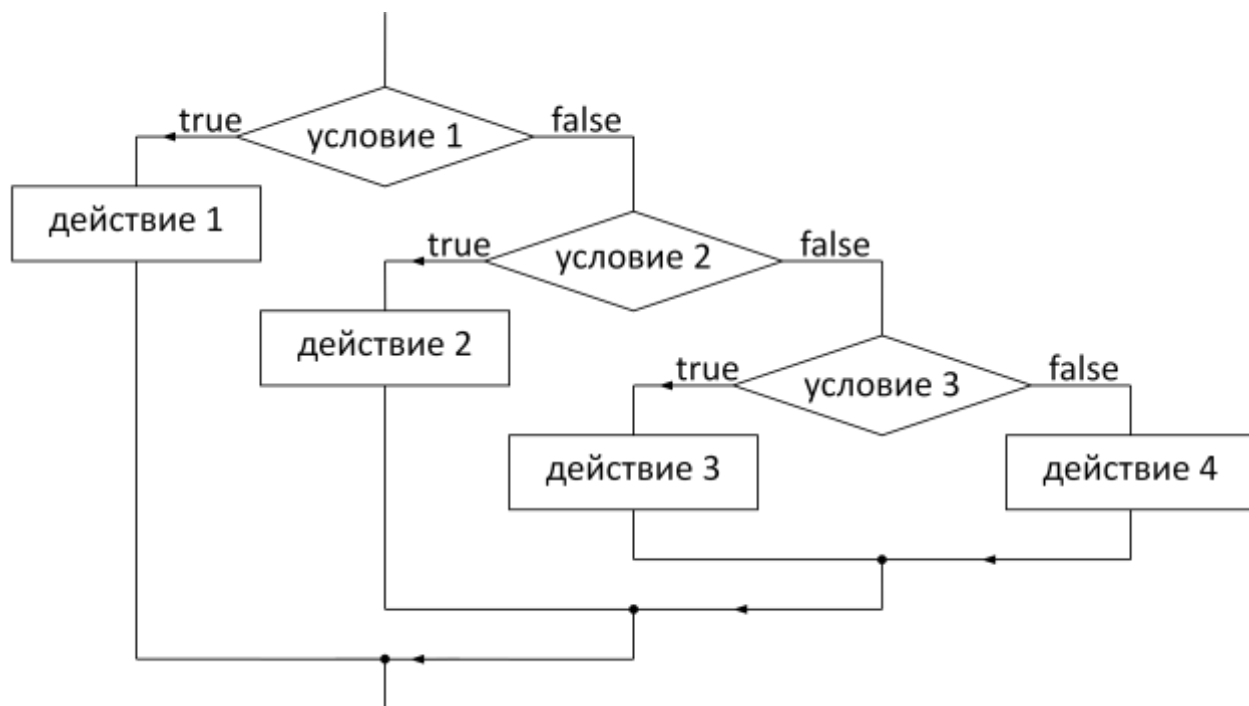 true
false
условие 1
действие 1
true
false
условие 2
действие 2
true
false
условие 3
действие 3
действие 4